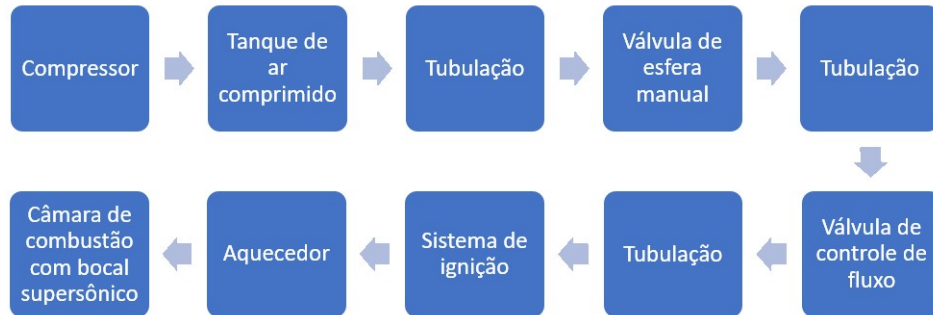 Compressor
Tanque de
ar
comprimido
Tubulação
Válvula de
esfera
manual
Tubulação
Válvula de
controle de
fluxo
Tubulação
Sistema de
ignição
Aquecedor
Câmara de
combustão
com bocal
supersônico